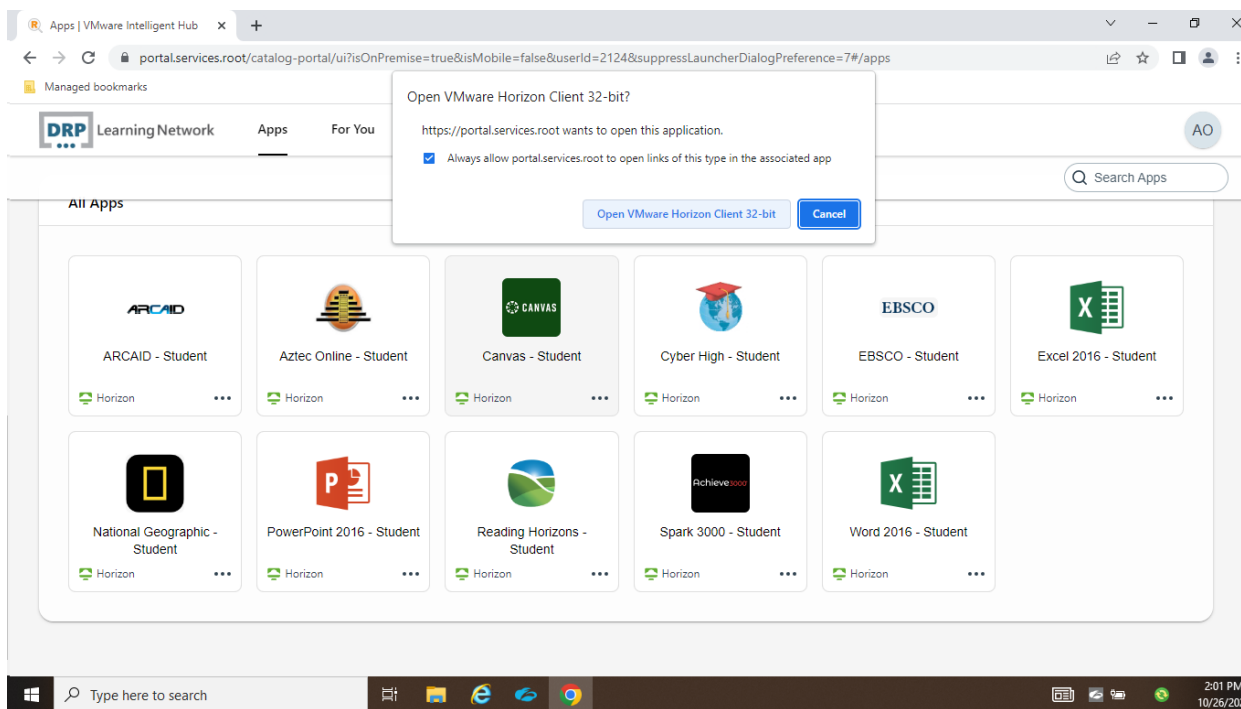 Apps | VMware Intelligent Hub
portal.services.root/catalog-portal/ui?isOnPremise=true&isMobile=false&userId=2124&suppressLauncherDialogPreference=7#/apps
Managed bookmarks
Open VMware Horizon Client 32-bit?
https://portal.services.root wants to open this application.
Always allow portal.services.root to open links of this type in the associated app
Open VMware Horizon Client 32-bit Cancel
DRP Learning Network Apps For You AO
Search Apps
All Apps
ARCAID CANVAS EBSCO X
ARCAID - Student Aztec Online - Student Canvas - Student Cyber High - Student EBSCO - Student Excel 2016 - Student
Horizon Horizon Horizon Horizon Horizon Horizon
P Achieve3000 X
National Geographic - PowerPoint 2016 - Student Reading Horizons - Spark 3000 - Student Word 2016 - Student
Student Student
Horizon Horizon Horizon Horizon Horizon
Type here to search
2:01 PM
10/26/20